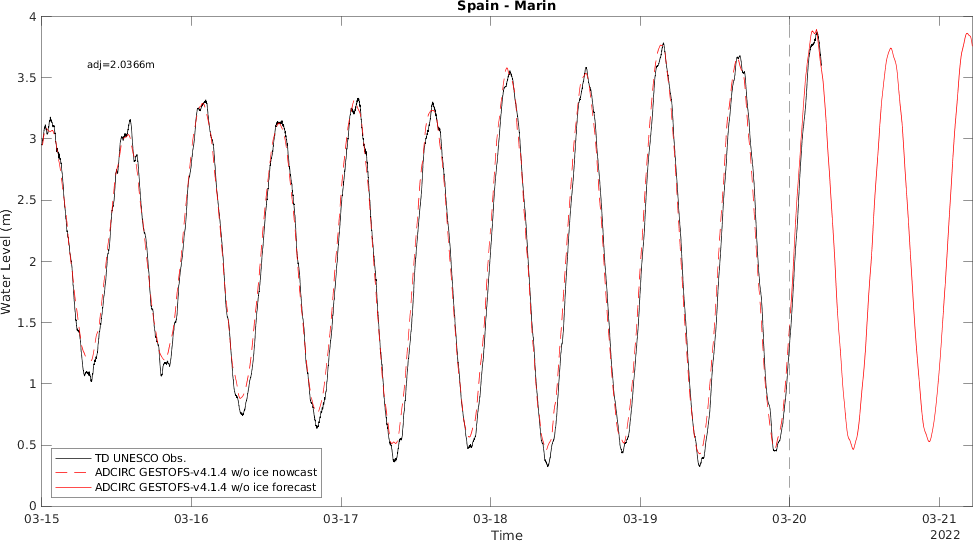 Spain - Marin
adj=2.0366m
4
3.5
3
2.5
2
1.5
1
0.5
0
Water Level (m)
TD UNESCO Obs.
ADCIRC GESTOFS-v4.1.4 w/o ice nowcast
ADCIRC GESTOFS-v4.1.4 w/o ice forecast
03-15 03-16 03-17 03-18 03-19 03-20 03-21
Time 2022